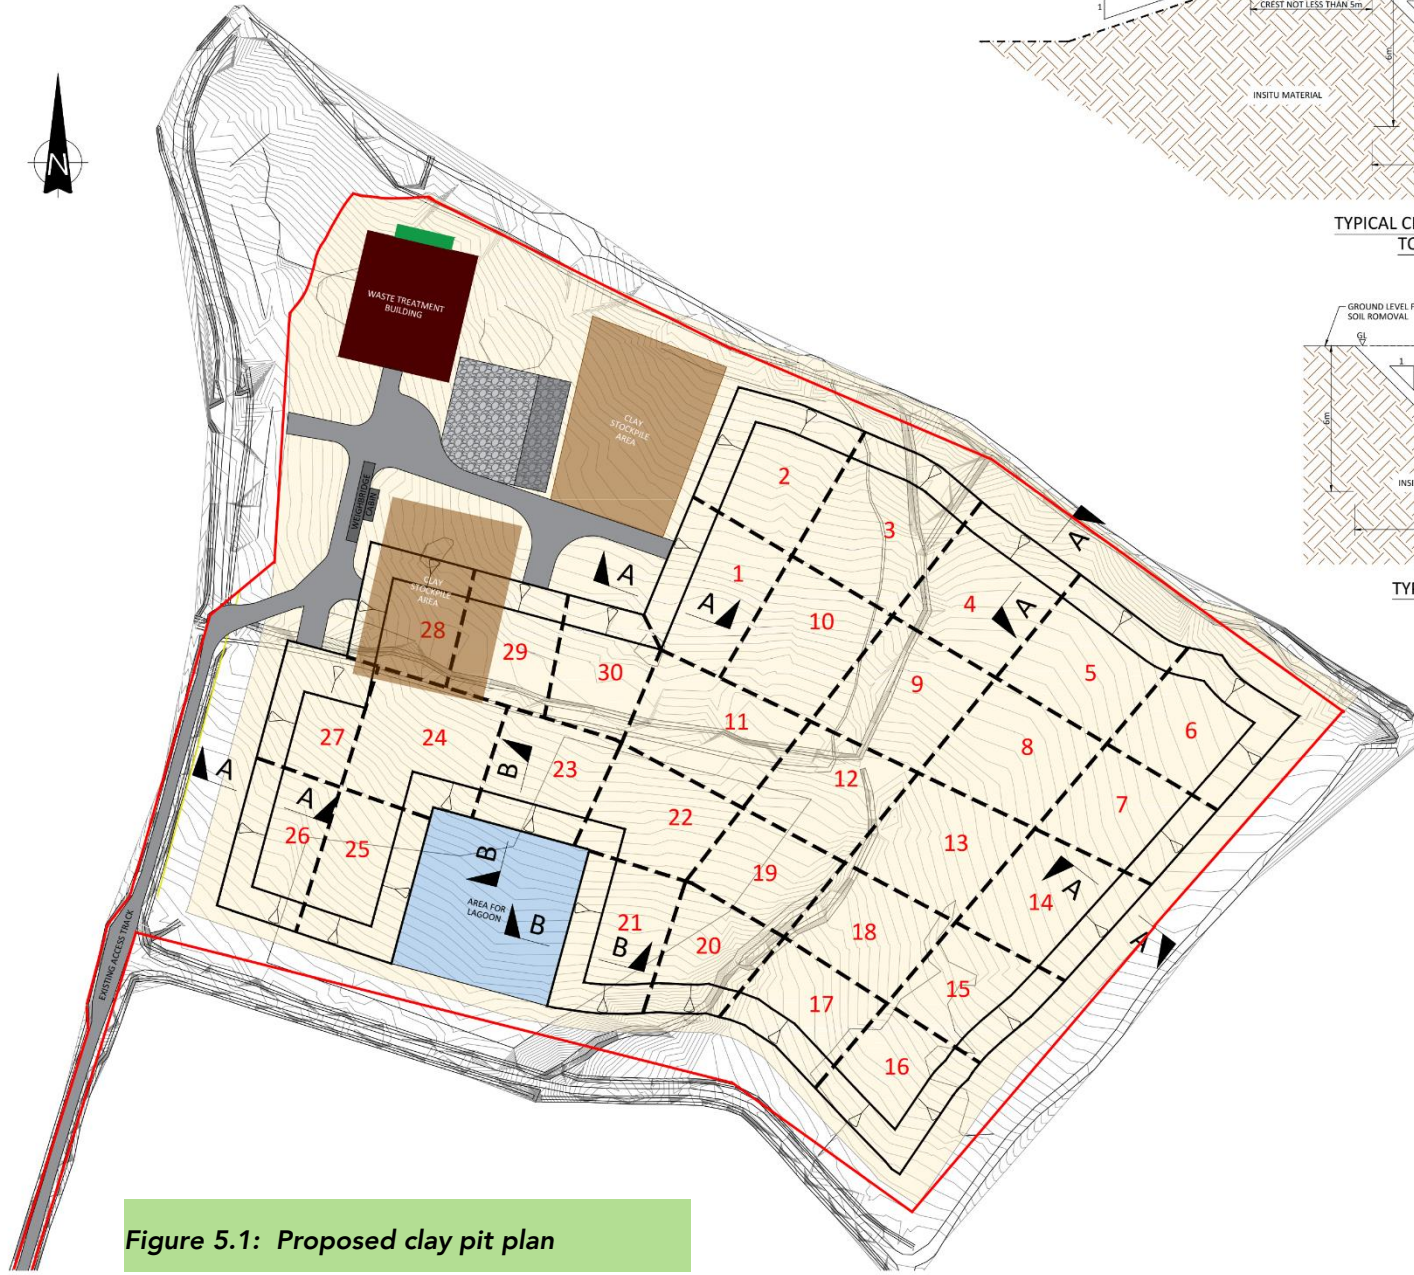 1
CREST NOT LESS THAN 5m
6m
INSITU MATERIAL
N
TYPICAL
GROUND LEVEL
SOIL ROMOVAL
GL
1
6m
WASTE TREATMENT
BUILDING
CLAY
STOCKPILE
AREA
WEIGHBRIDGE
CABIN
CLAY
STOCKPILE
AREA
2
3
A
1
A
A
4
A
10
28
29
30
5
9
6
11
27
24
B
23
8
12
7
A
A
22
26
25
13
B
19
AREA FOR
LAGOON
B
14
A
21
B
20
18
A
15
17
16
EXISTING ACCESS TRACK
Figure 5.1: Proposed clay pit plan